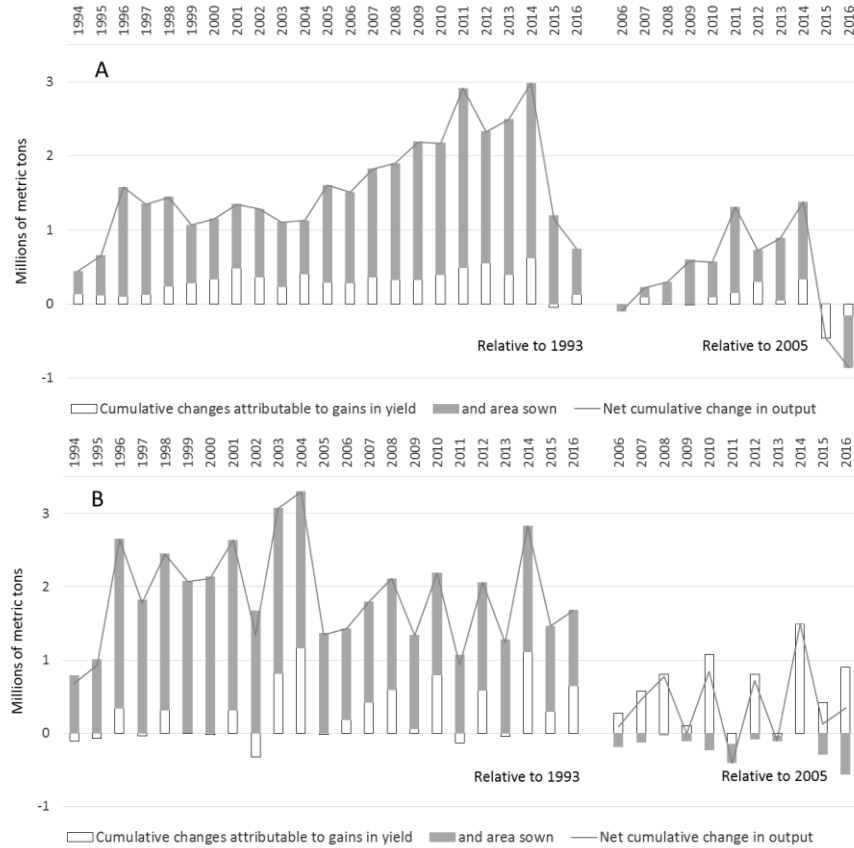 1994 1995 1996 1997 1998 1999 2000 2001 2002 2003 2004 2005 2006 2007 2008 2009 2010 2011 2012 2013 2014 2015 2016 2006 2007 2008 2009 2010 2011 2012 2013 2014 2015 2016
A
Millions of metric tons
3
2
1
0
-1
Relative to 1993 Relative to 2005
Cumulative changes attributable to gains in yield and area sown Net cumulative change in output
1994 1995 1996 1997 1998 1999 2000 2001 2002 2003 2004 2005 2006 2007 2008 2009 2010 2011 2012 2013 2014 2015 2016 2006 2007 2008 2009 2010 2011 2012 2013 2014 2015 2016
B
Millions of metric tons
3
2
1
0
-1
Relative to 1993 Relative to 2005
Cumulative changes attributable to gains in yield and area sown Net cumulative change in output